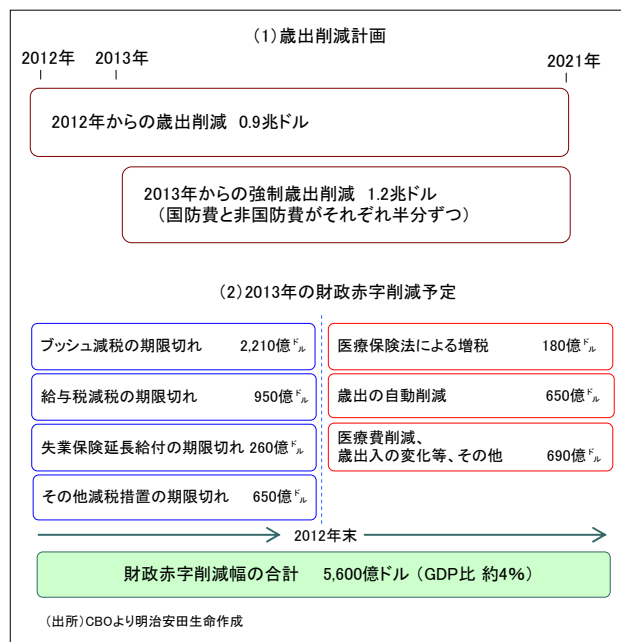 (1)歳出削減計画
2012年 2013年 2021年
2012年からの歳出削減 0.9兆ドル
2013年からの強制歳出削減 1.2兆ドル
(国防費と非国防費がそれぞれ半分ずつ)
(2)2013年の財政赤字削減予定
ブッシュ減税の期限切れ 2,210億ドル
医療保険法による増税 180億ドル
給与税減税の期限切れ 950億ドル
歳出の自動削減 650億ドル
失業保険延長給付の期限切れ 260億ドル
医療費削減、
歳出入の変化等、その他 690億ドル
その他減税措置の期限切れ 650億ドル
2012年末
財政赤字削減幅の合計 5,600億ドル (GDP比 約4%)
(出所)CBOより明治安田生命作成